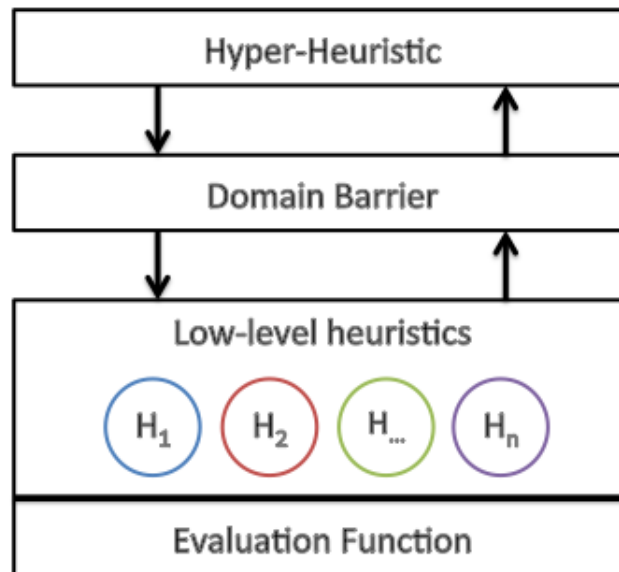 Hyper-Heuristic
Domain Barrier
Low-level heuristics
H1 H2 H... Hn
Evaluation Function